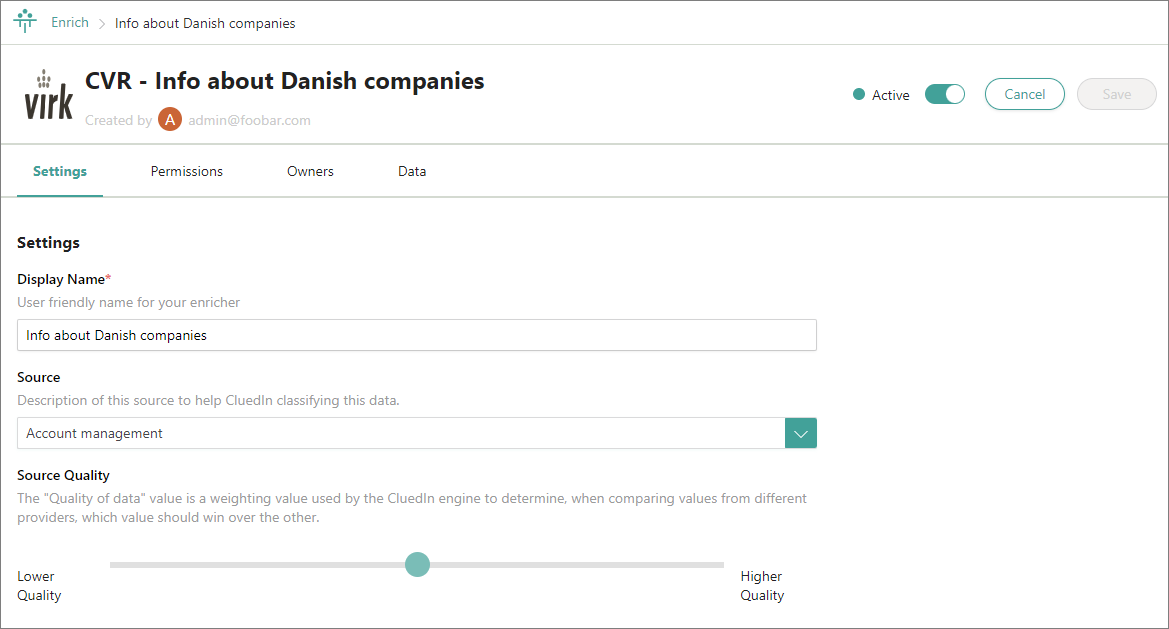 Enrich > Info about Danish companies
virk
CVR - Info about Danish companies
Created by A admin@foobar.com
Active
Cancel
Save
Settings
Permissions
Owners
Data
Settings
Display Name*
User friendly name for your enricher
Info about Danish companies
Source
Description of this source to help CluedIn classifying this data.
Account management
Source Quality
The "Quality of data" value is a weighting value used by the CluedIn engine to determine, when comparing values from different
providers, which value should win over the other.
Lower
Quality
Higher
Quality